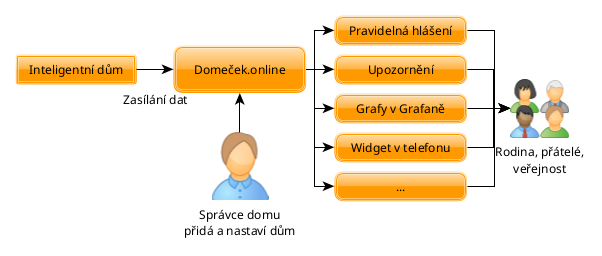 Inteligentní dům
Zasílání dat
Domeček.online
Správce domu
přidá a nastaví dům
Pravidelná hlášení
Upozornění
Grafy v Grafaně
Widget v telefonu
...
Rodina, přátelé,
veřejnost